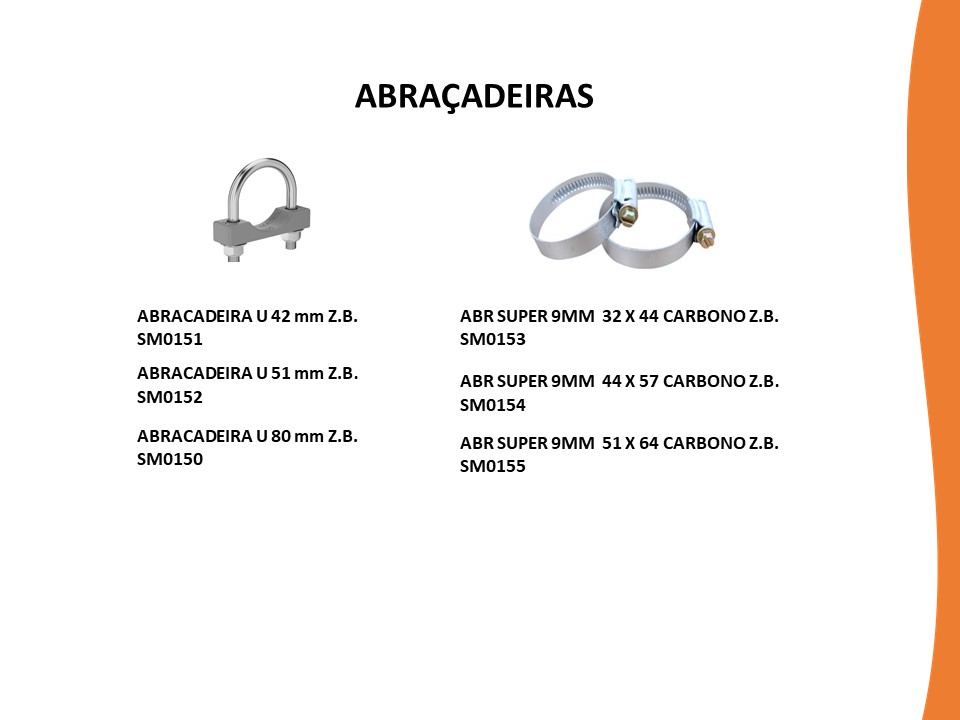 ABRAÇADEIRAS
ABRACADEIRA U 42 mm Z.B.
SM0151
ABRACADEIRA U 51 mm Z.B.
SM0152
ABRACADEIRA U 80 mm Z.B.
SM0150
ABR SUPER 9MM  32 X 44 CARBONO Z.B.
SM0153
ABR SUPER 9MM  44 X 57 CARBONO Z.B.
SM0154
ABR SUPER 9MM  51 X 64 CARBONO Z.B.
SM0155